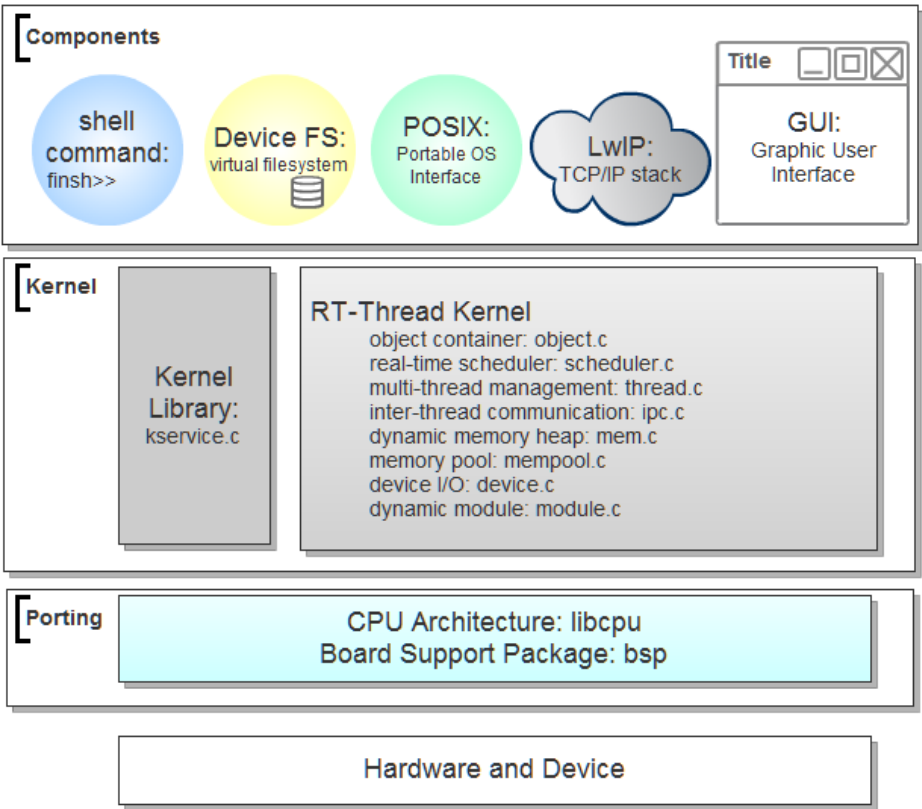 Components
shell
command:
finsh>>
Device FS:
virtual filesystem
POSIX:
Portable OS
Interface
LwIP:
TCP/IP stack
Title
GUI:
Graphic User
Interface
Kernel
Kernel
Library:
kservice.c
RT-Thread Kernel
object container: object.c
real-time scheduler: scheduler.c
multi-thread management: thread.c
inter-thread communication: ipc.c
dynamic memory heap: mem.c
memory pool: mempool.c
device I/O: device.c
dynamic module: module.c
Porting
CPU Architecture: libcpu
Board Support Package: bsp
Hardware and Device